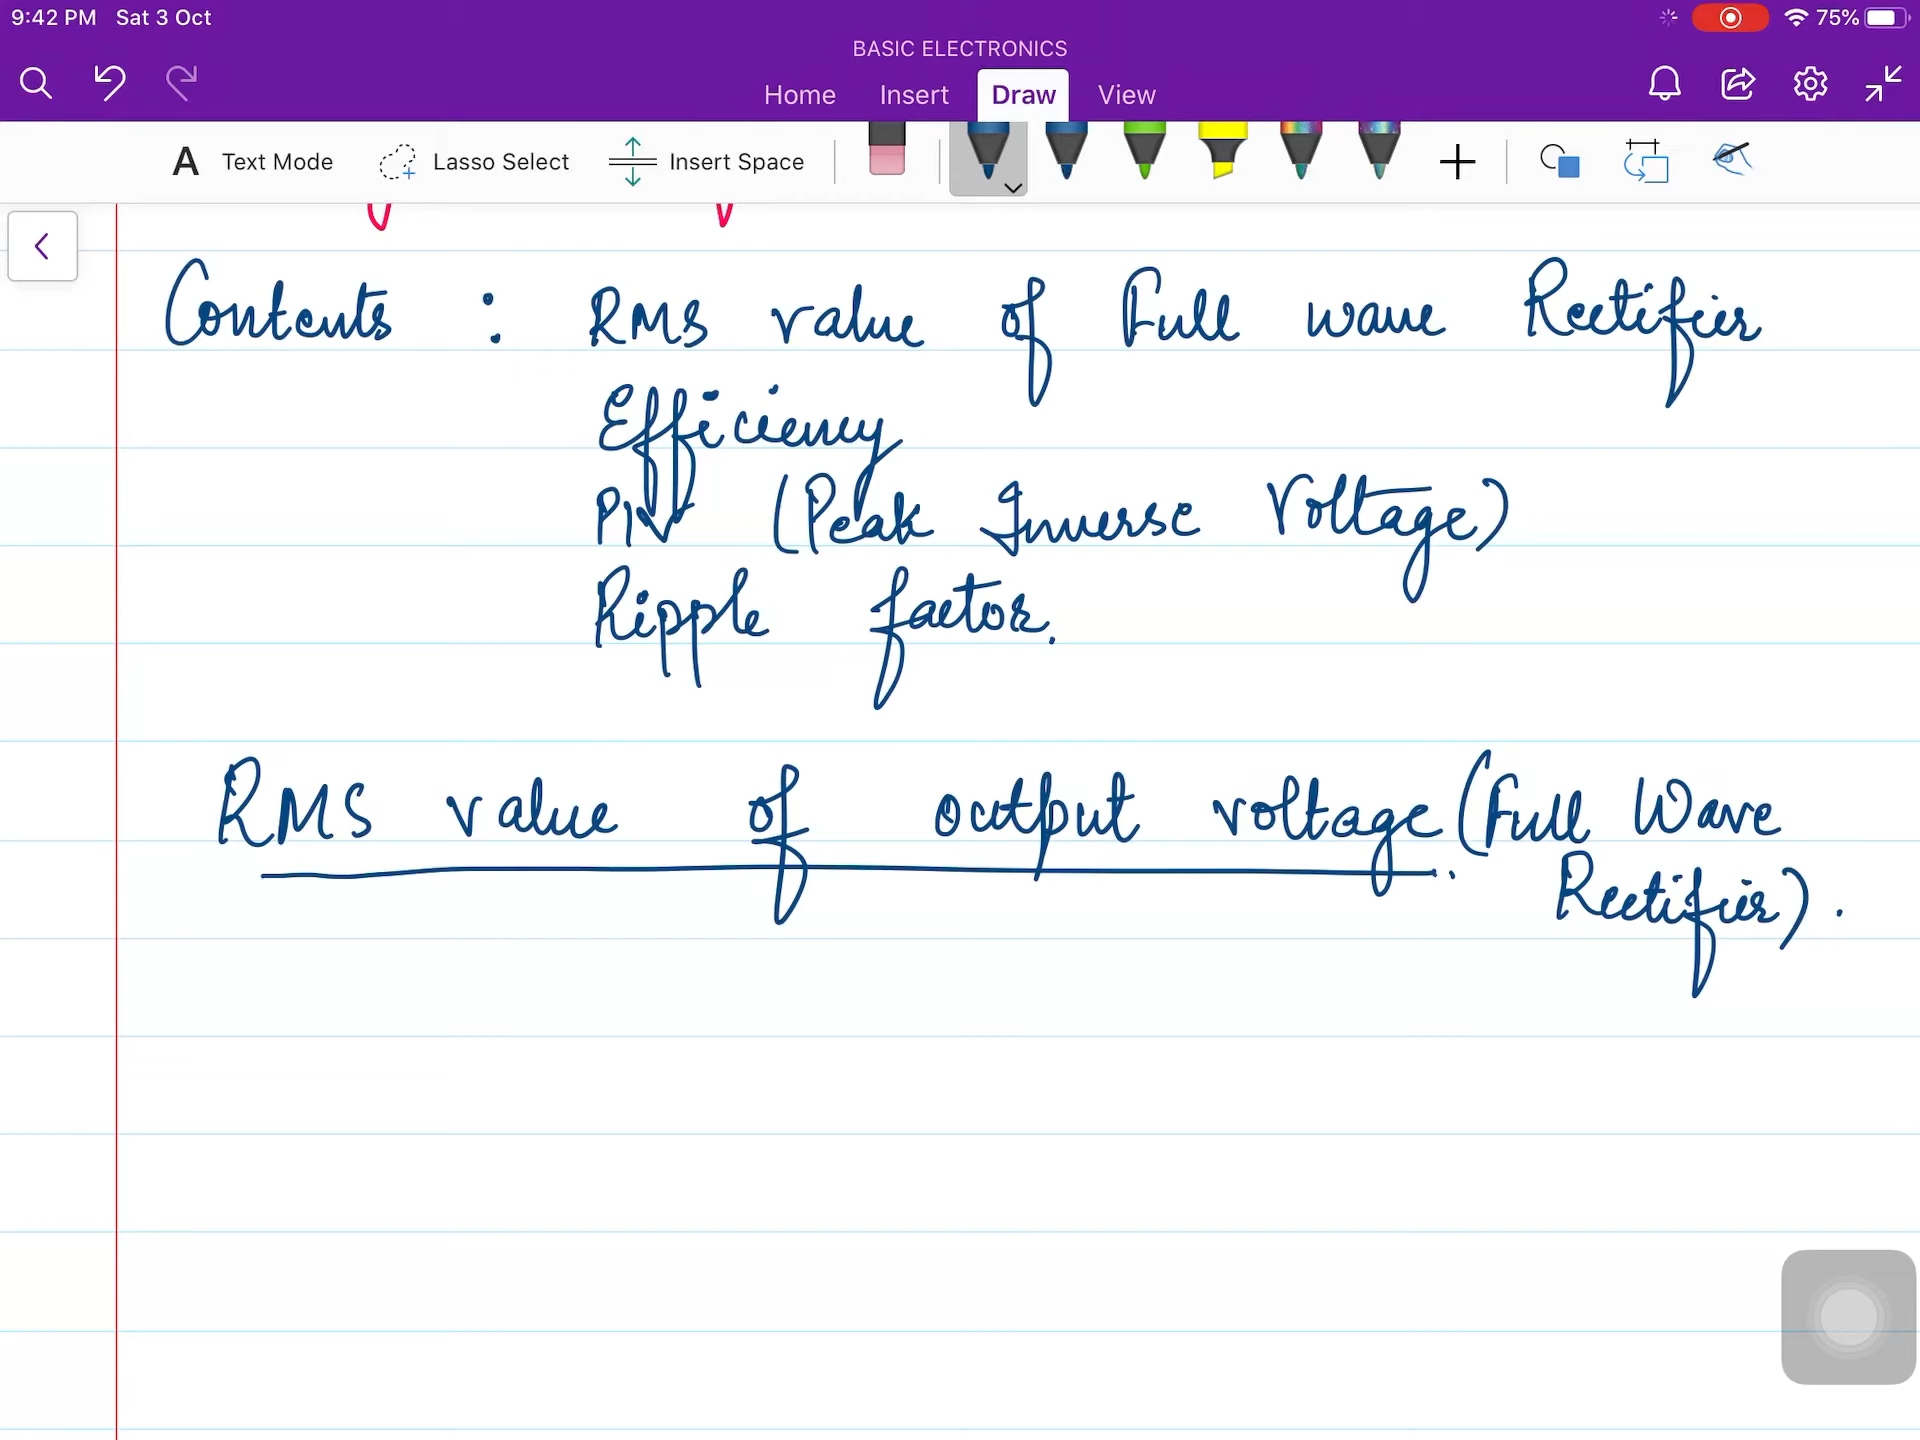 9:42 PM Sat 3 Oct 75%
BASIC ELECTRONICS
Home Insert Draw View
A Text Mode Lasso Select Insert Space
Contents : RMS value of Full wave Rectifier
Efficiency
PIV (Peak Inverse Voltage)
Ripple factor.
RMS value of output voltage. (Full Wave
Rectifier).